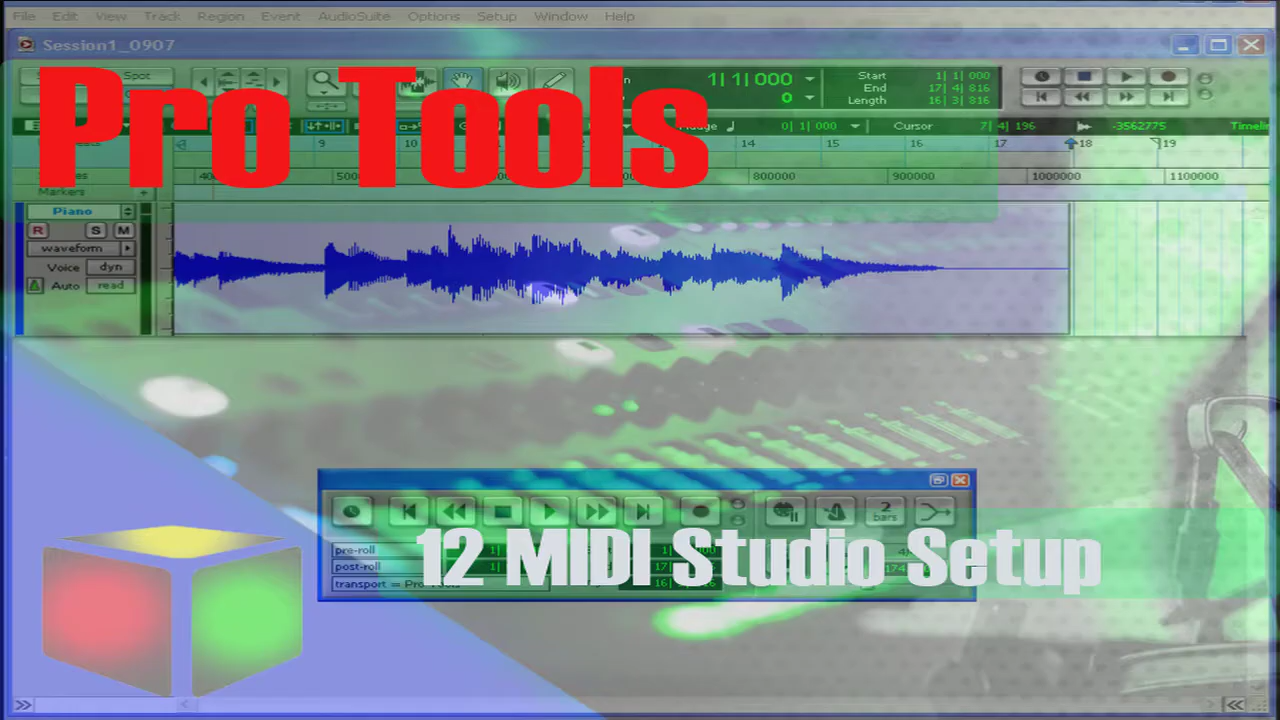 File Edit View Track Region Event AudioSuite Options Setup Window Help
Session1_0907
Pro Tools
Spot
1| 1| 000
0
Start 1| 1| 000
End 17| 4| 816
Length 16| 3| 816
0| 1| 000
Cursor 7| 4| 196
-3562775
9 10 14 15 16 17 18 19
800000 900000 1000000 1100000
Markers +
Piano
R S M
waveform
Voice dyn
Auto read
2 bars
12 MIDI Studio Setup
pre-roll
post-roll
transport